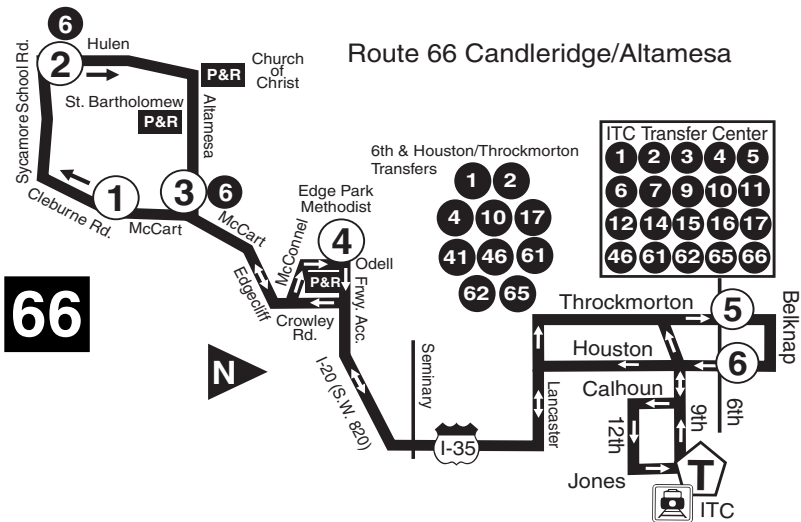 Route 66 Candleridge/Altamesa
6
Hulen
2
Sycamore School Rd.
P&R
Church
of
Christ
St. Bartholomew
P&R
Altamesa
1
3
6
Cleburne Rd.
McCart
McCart
Edgecliff
McConnel
Edge Park
Methodist
4
Odell
P&R
Frwy. Acc.
Crowley
Rd.
66
N
I-20 (S.W. 820)
Seminary
I-35
6th & Houston/Throckmorton
Transfers
1 2
4 10 17
41 46 61
62 65
ITC Transfer Center
1 2 3 4 5
6 7 9 10 11
12 14 15 16 17
46 61 62 65 66
Throckmorton
5
Belknap
Houston
6
Lancaster
Calhoun
12th
9th
6th
Jones
T
ITC